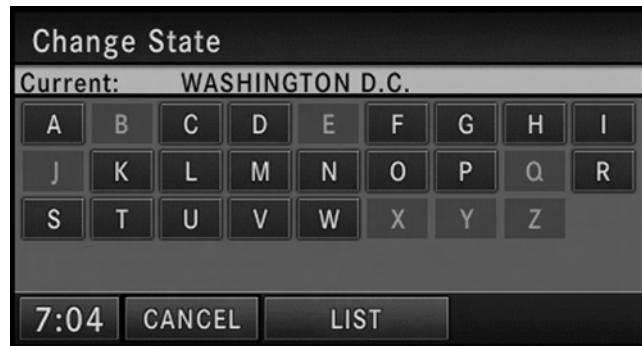 Change State
Current: WASHINGTON D.C.
A B C D E F G H I
J K L M N O P Q R
S T U V W X Y Z
7:04 CANCEL LIST